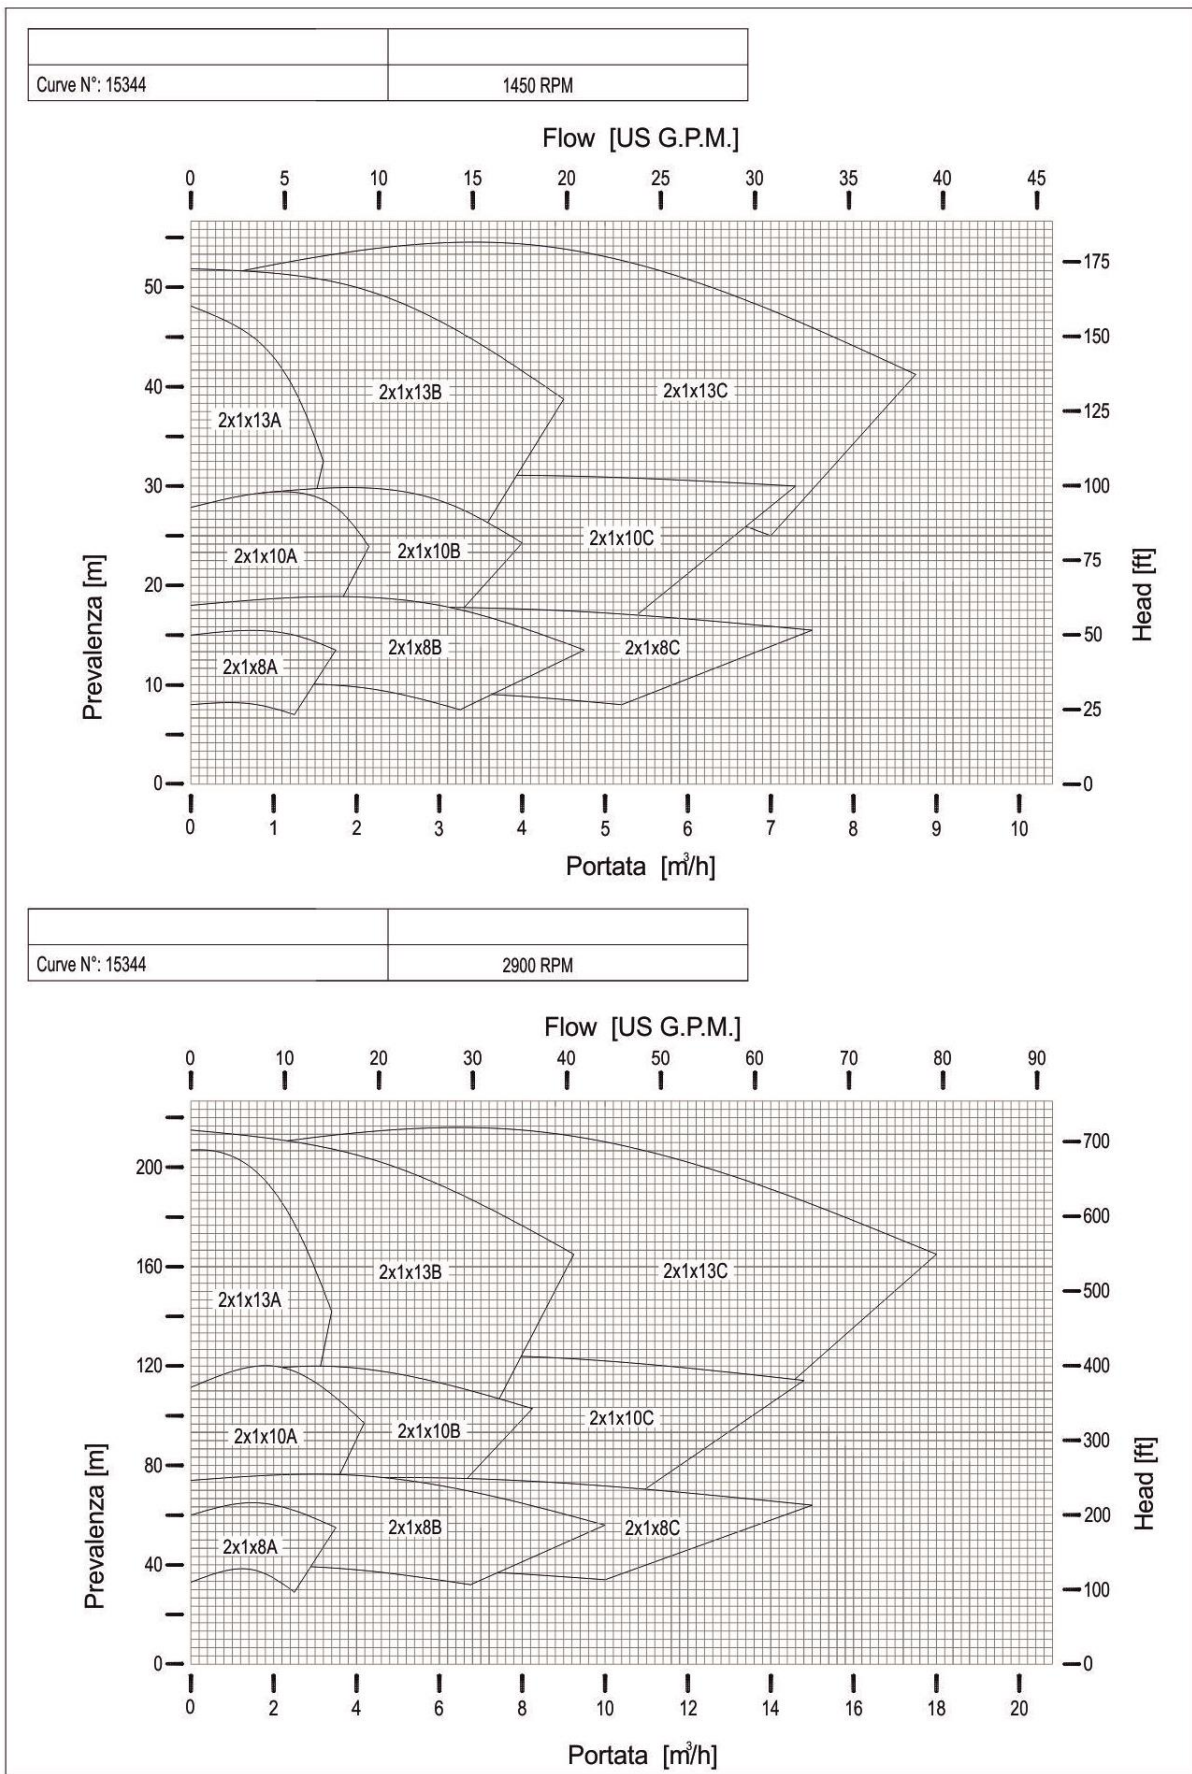 Curve N°: 15344 1450 RPM
Flow [US G.P.M.]
0 5 10 15 20 25 30 35 40 45
175
50
150
40
2x1x13B 2x1x13C
125
2x1x13A
30
100
2x1x10C
2x1x10A 2x1x10B
75
20
50
2x1x8B 2x1x8C
2x1x8A
10
25
0 0
Prevalenza [m]
Head [ft]
0 1 2 3 4 5 6 7 8 9 10
Portata [m³/h]
Curve N°: 15344 2900 RPM
Flow [US G.P.M.]
0 10 20 30 40 50 60 70 80 90
700
200
600
160
2x1x13B 2x1x13C
500
2x1x13A
120
400
2x1x10C
2x1x10A 2x1x10B
300
80
200
2x1x8B 2x1x8C
2x1x8A
40
100
0 0
Prevalenza [m]
Head [ft]
0 2 4 6 8 10 12 14 16 18 20
Portata [m³/h]